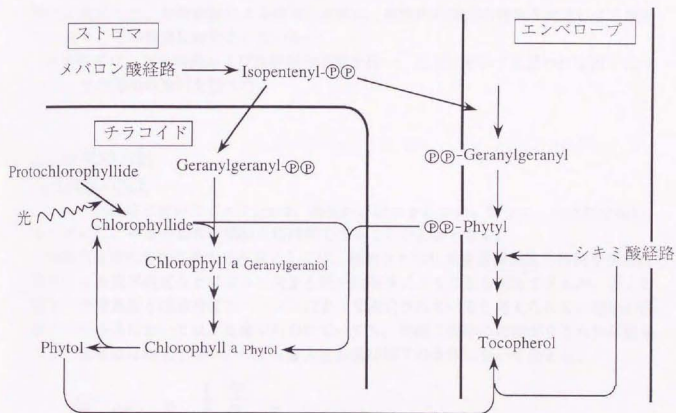 ストロマ
エンベロープ
メバロン酸経路
Isopentenyl-ⓅⓅ
チラコイド
Geranylgeranyl-ⓅⓅ
ⓅⓅ-Geranylgeranyl
Protochlorophyllide
光
Chlorophyllide
ⓅⓅ-Phytol
Chlorophyll a Geranylgeraniol
シキミ酸経路
Phytol
Chlorophyll a Phytol
Tocopherol